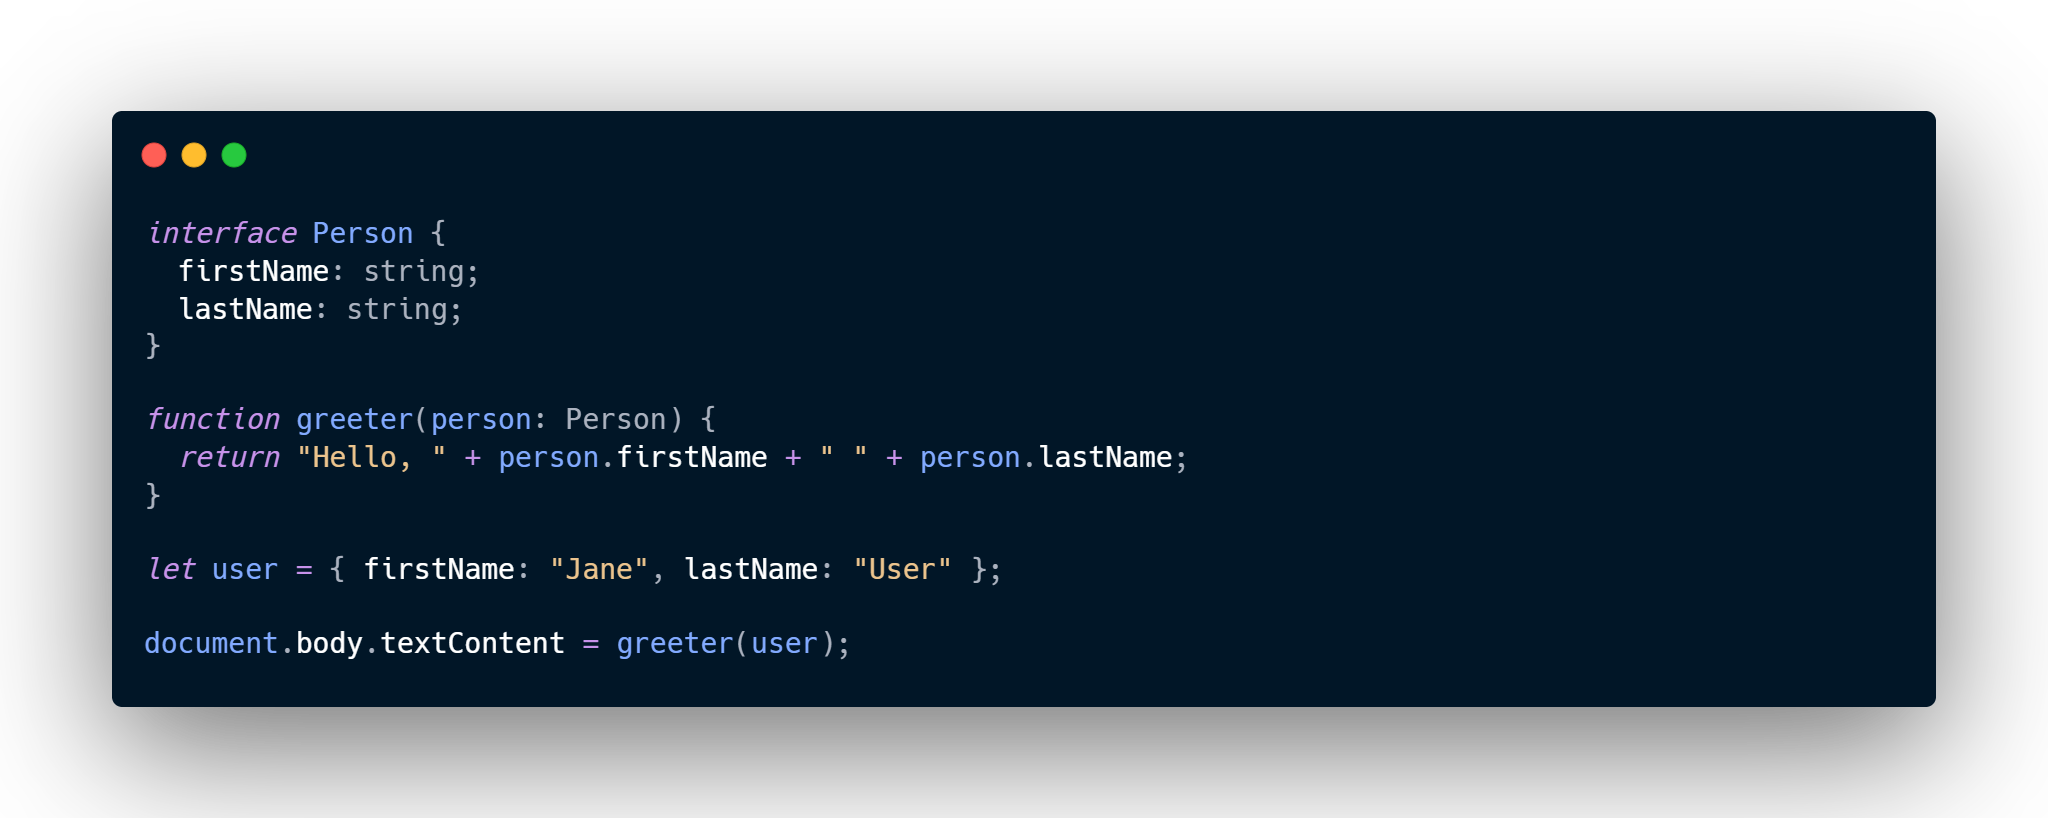 interface Person {
  firstName: string;
  lastName: string;
}

function greeter(person: Person) {
  return "Hello, " + person.firstName + " " + person.lastName;
}

let user = { firstName: "Jane", lastName: "User" };

document.body.textContent = greeter(user);